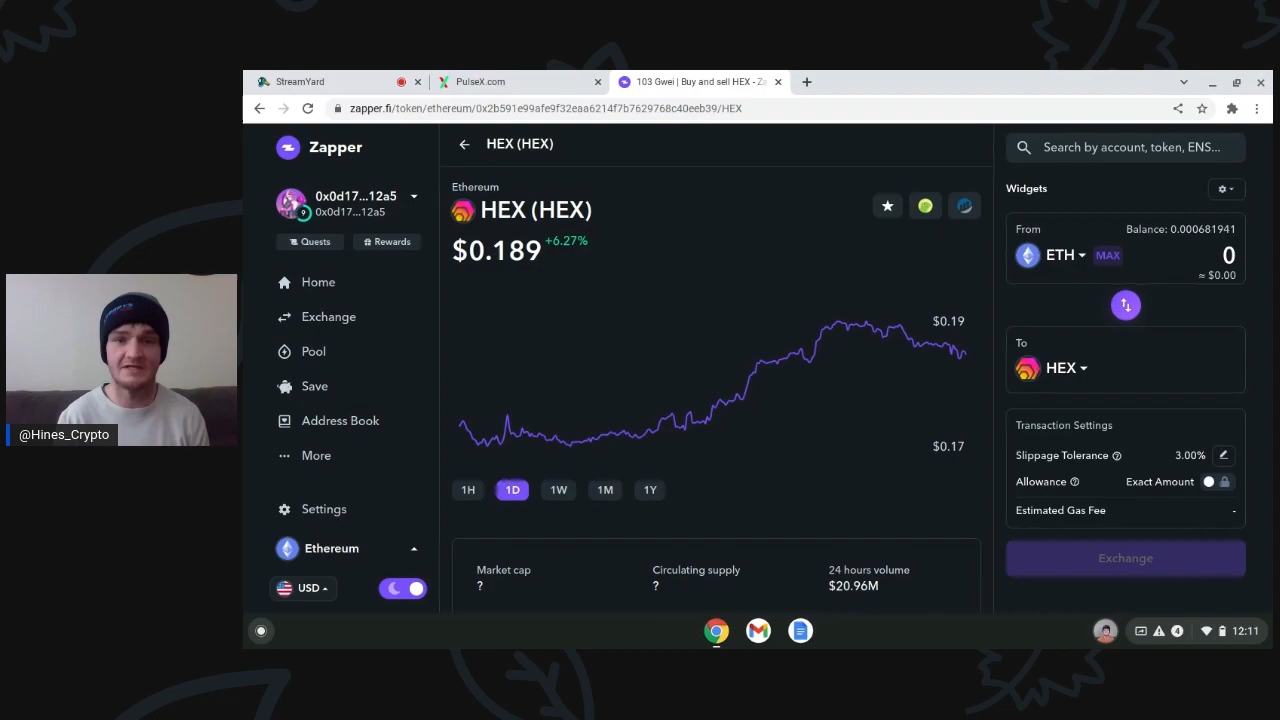 StreamYard
PulseX.com
103 Gwei | Buy and sell HEX - Za
zapper.fi/token/ethereum/0x2b591e99afe9f32eaa6214f7b7629768c40eeb39/HEX
Zapper
0x0d17...12a5
0x0d17...12a5
9
Quests
Rewards
Home
Exchange
Pool
Save
Address Book
More
Settings
Ethereum
USD
HEX (HEX)
Ethereum
HEX (HEX)
$0.189 +6.27%
$0.19
$0.17
1H 1D 1W 1M 1Y
Market cap
?
Circulating supply
?
24 hours volume
$20.96M
Search by account, token, ENS...
Widgets
From
Balance: 0.000681941
ETH MAX 0
≈ $0.00
To
HEX
Transaction Settings
Slippage Tolerance 3.00%
Allowance Exact Amount
Estimated Gas Fee -
Exchange
4 12:11
@Hines_Crypto